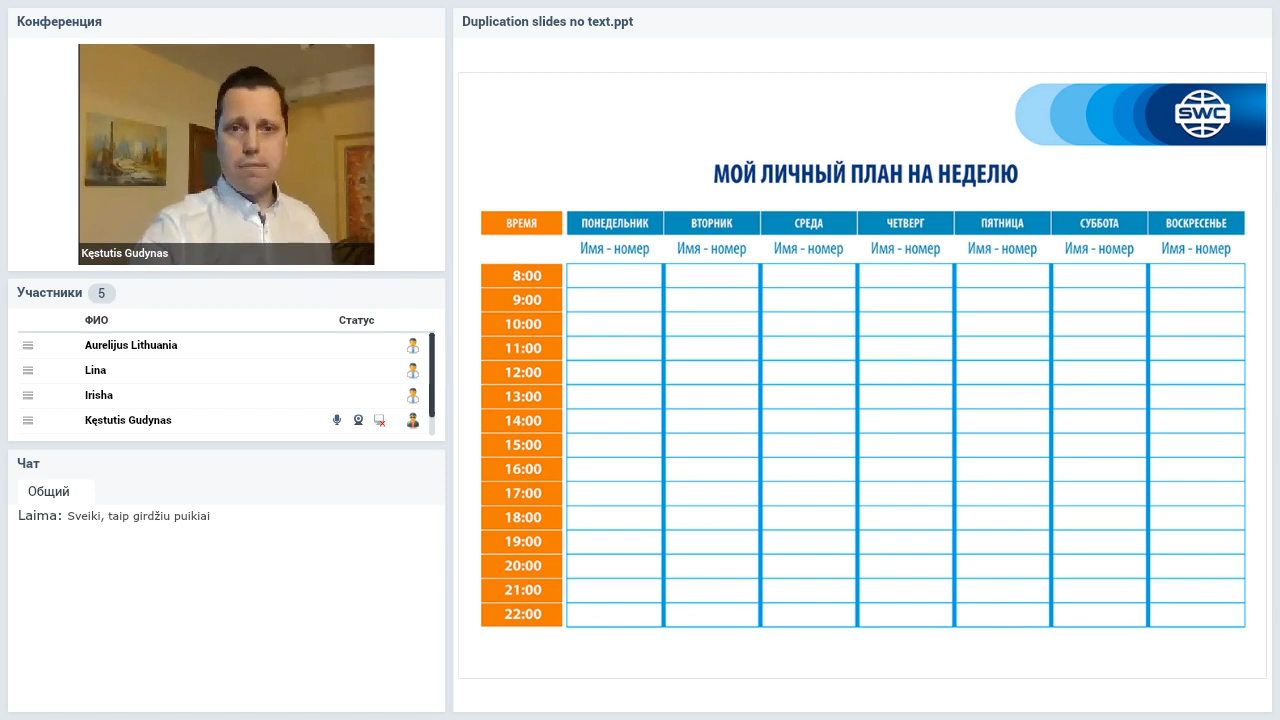 Конференция
Kęstutis Gudynas
Участники 5
ФИО Статус
Aurelijus Lithuania
Lina
Irisha
Kęstutis Gudynas
Чат
Общий
Laima: Sveiki, taip girdžiu puikiai
Duplication slides no text.ppt
SWC
МОЙ ЛИЧНЫЙ ПЛАН НА НЕДЕЛЮ
ВРЕМЯ ПОНЕДЕЛЬНИК ВТОРНИК СРЕДА ЧЕТВЕРГ ПЯТНИЦА СУББОТА ВОСКРЕСЕНЬЕ
Имя - номер Имя - номер Имя - номер Имя - номер Имя - номер Имя - номер Имя - номер
8:00
9:00
10:00
11:00
12:00
13:00
14:00
15:00
16:00
17:00
18:00
19:00
20:00
21:00
22:00